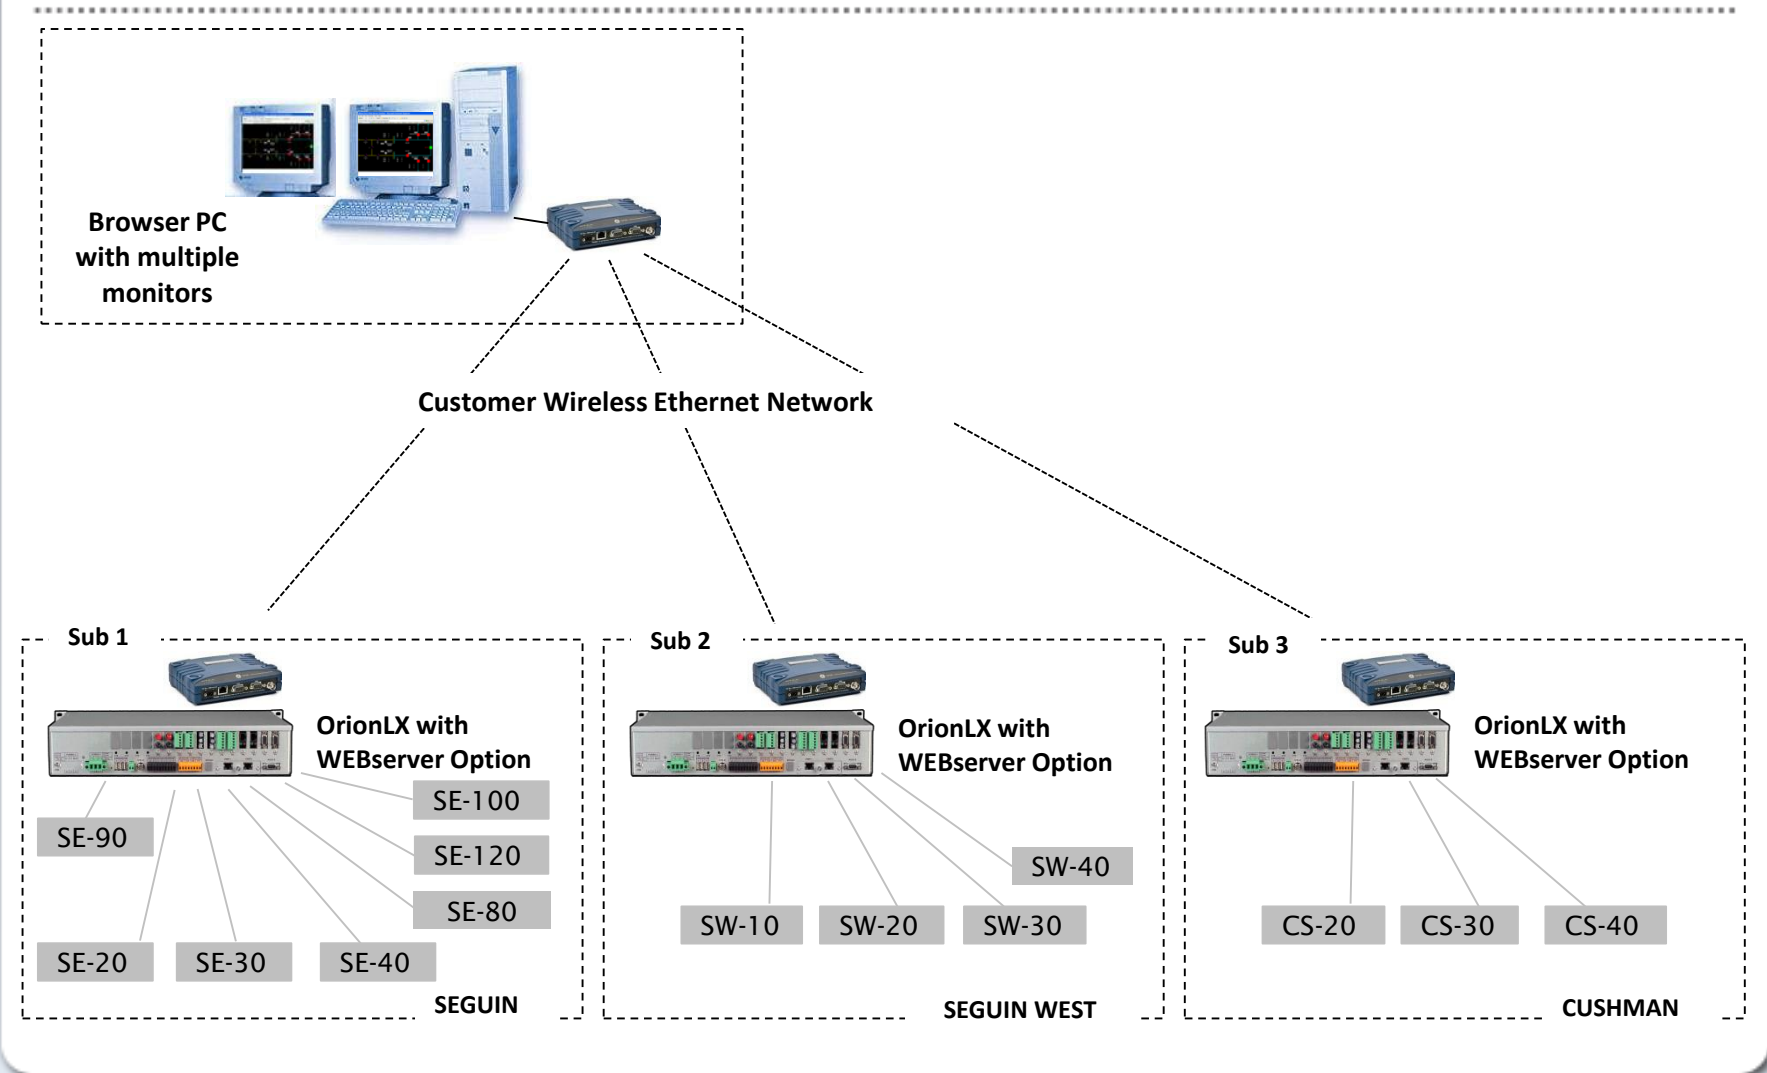 Browser PC
with multiple
monitors
Customer Wireless Ethernet Network
Sub 1
OrionLX with
WEBserver Option
SE-100
SE-90
SE-120
SE-80
SE-20
SE-30
SE-40
SEGUIN
Sub 2
OrionLX with
WEBserver Option
SW-40
SW-10
SW-20
SW-30
SEGUIN WEST
Sub 3
OrionLX with
WEBserver Option
CS-20
CS-30
CS-40
CUSHMAN